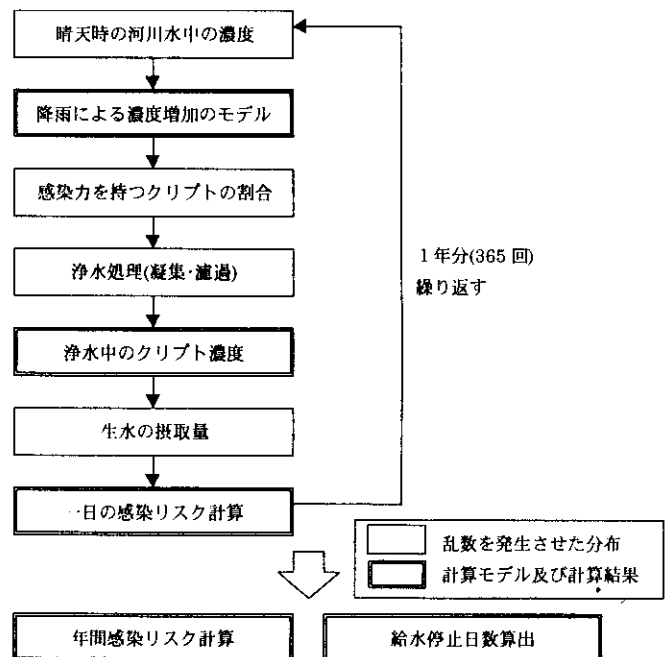 晴天時の河川水中の濃度
降雨による濃度増加のモデル
感染力を持つクリプトの割合
浄水処理(凝集·濾過)
1年分(365 回)
繰り返す
浄水中のクリプト濃度
生水の摂取量
一日の感染リスク計算
乱数を発生させた分布
計算モデル及び計算結果
年間感染リスク計算
給水停止日数算出